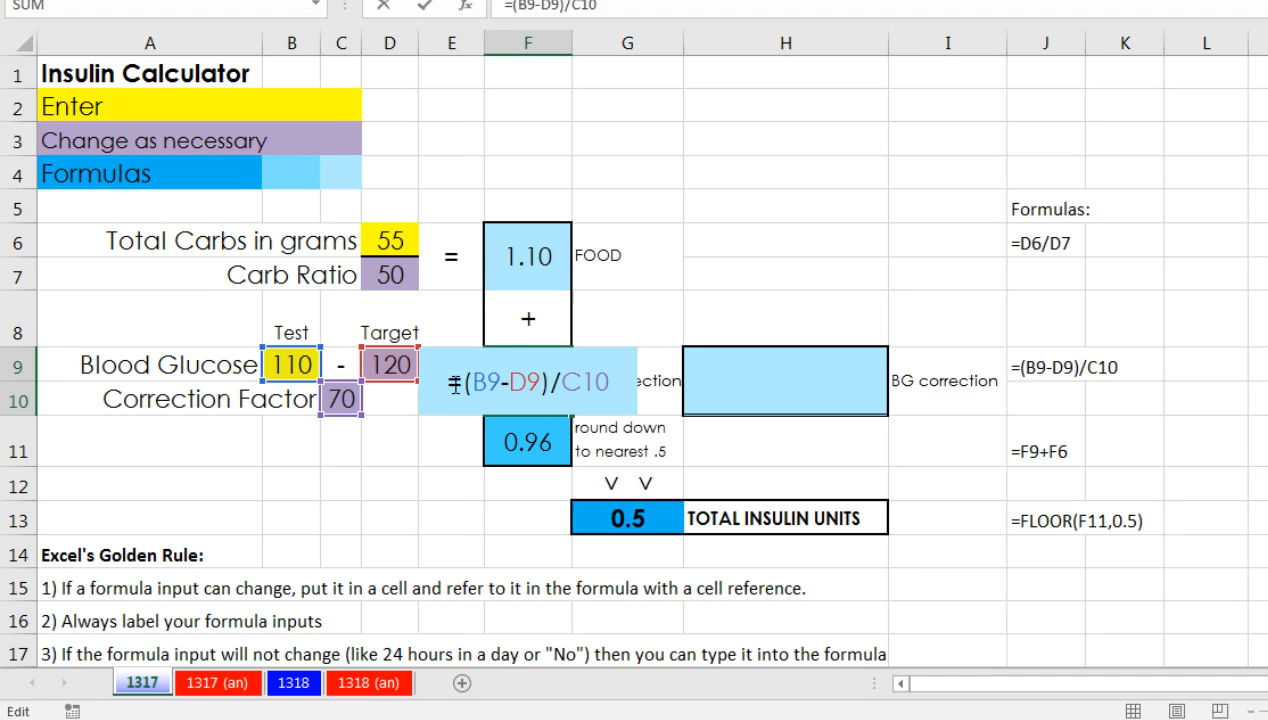 SUM =(B9-D9)/C10
A B C D E F G H I J K L
1 Insulin Calculator
2 Enter
3 Change as necessary
4 Formulas
5 Formulas:
6 Total Carbs in grams 55 = 1.10 FOOD =D6/D7
7 Carb Ratio 50
8 Test Target +
9 Blood Glucose 110 - 120 =(B9-D9)/C10 ection BG correction =(B9-D9)/C10
10 Correction Factor 70
11 0.96 round down
to nearest .5 =F9+F6
12 V V
13 0.5 TOTAL INSULIN UNITS =FLOOR(F11,0.5)
14 Excel's Golden Rule:
15 1) If a formula input can change, put it in a cell and refer to it in the formula with a cell reference.
16 2) Always label your formula inputs
17 3) If the formula input will not change (like 24 hours in a day or "No") then you can type it into the formula
1317 1317 (an) 1318 1318 (an)
Edit